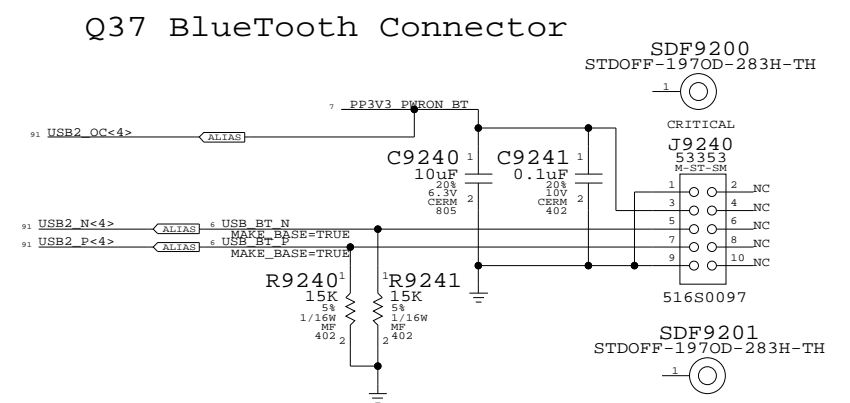 Q37 BlueTooth Connector
SDF9200
STDOFF-197OD-283H-TH
1
7 PP3V3_PWRON_BT
91 USB2_OC<4>
ALIAS
CRITICAL
J9240
53353
M-ST-SM
C9240 1
10uF
20%
6.3V
CERM
805
2
C9241 1
0.1uF
20%
10V
CERM
402
2
1 2 NC
3 4 NC
5 6 NC
7 8 NC
9 10 NC
516S0097
91 USB2_N<4>
ALIAS
6 USB_BT_N
MAKE_BASE=TRUE
91 USB2_P<4>
ALIAS
6 USB_BT_P
MAKE_BASE=TRUE
R9240 1
15K
5%
1/16W
MF
402
2
1 R9241
15K
5%
1/16W
MF
402
2
SDF9201
STDOFF-197OD-283H-TH
1